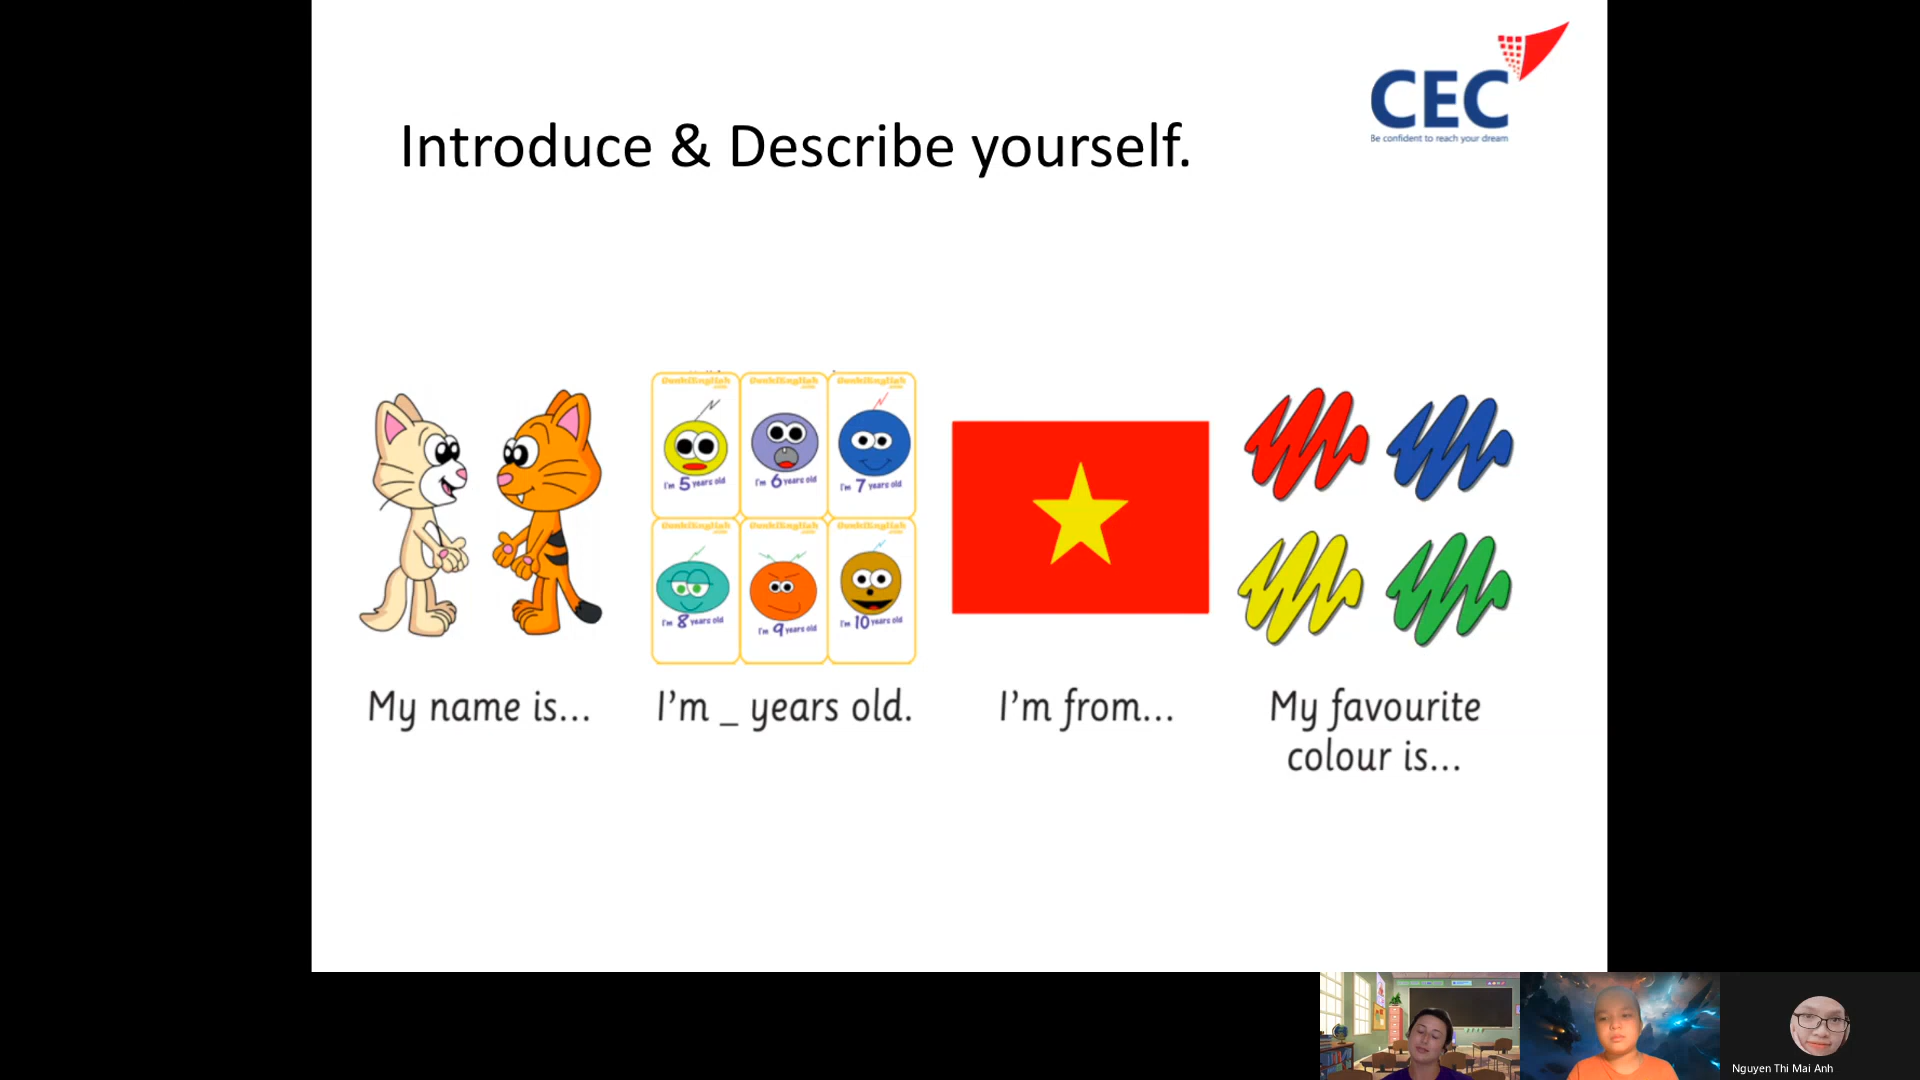 CEC
Be confident to reach your dream
Introduce & Describe yourself.
I'm 5 years old
I'm 6 years old
I'm 7 years old
I'm 8 years old
I'm 9 years old
I'm 10 years old
My name is...
I'm _ years old.
I'm from...
My favourite
colour is...
Nguyen Thi Mai Anh